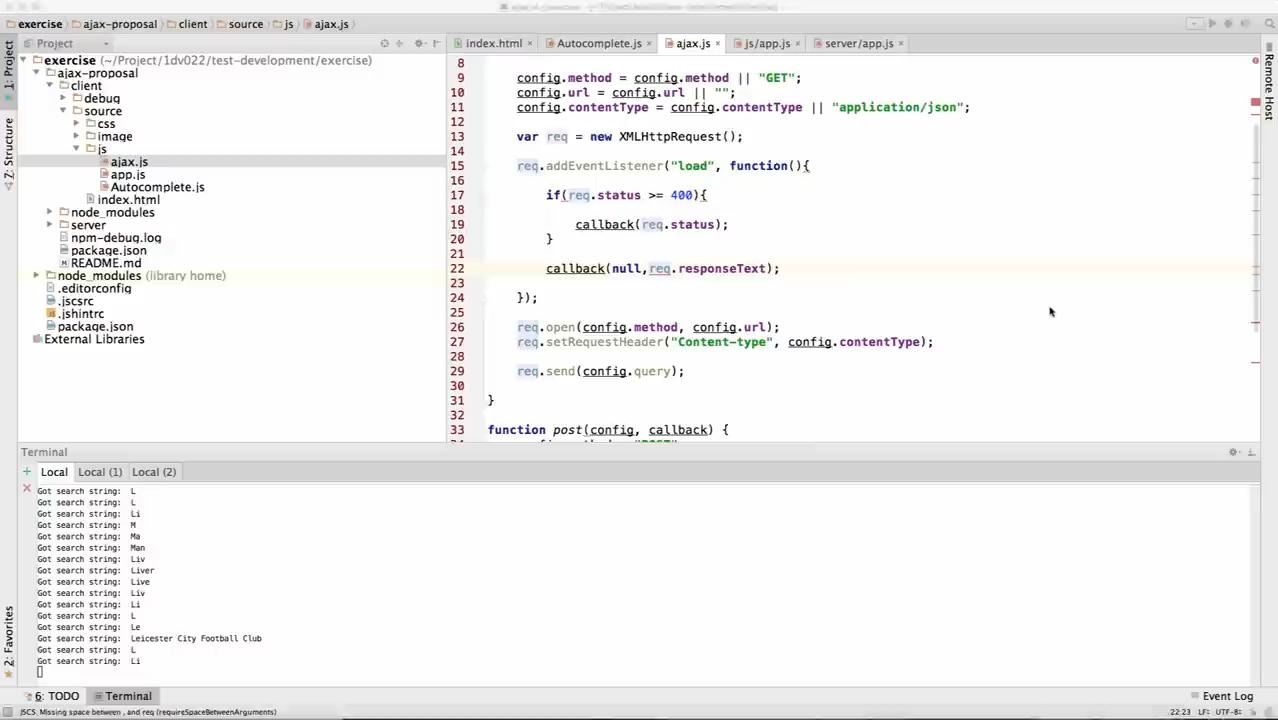 exercise ajax-proposal client source js ajax.js
1: Project
7: Structure
2: Favorites
Project
exercise (~/Project/1dv022/test-development/exercise)
ajax-proposal
client
debug
source
css
image
js
ajax.js
app.js
Autocomplete.js
index.html
node_modules
server
npm-debug.log
package.json
README.md
node_modules (library home)
.editorconfig
.jscsrc
.jshintrc
package.json
External Libraries
index.html × Autocomplete.js × ajax.js × js/app.js × server/app.js ×
8
9 config.method = config.method || "GET";
10 config.url = config.url || "";
11 config.contentType = config.contentType || "application/json";
12
13 var req = new XMLHttpRequest();
14
15 req.addEventListener("load", function(){
16
17 if(req.status >= 400){
18
19 callback(req.status);
20 }
21
22 callback(null,req.responseText);
23
24 });
25
26 req.open(config.method, config.url);
27 req.setRequestHeader("Content-type", config.contentType);
28
29 req.send(config.query);
30
31 }
32
33 function post(config, callback) {
Remote Host
Terminal
Local Local (1) Local (2)
Got search string: L
Got search string: L
Got search string: Li
Got search string: M
Got search string: Ma
Got search string: Man
Got search string: Liv
Got search string: Liver
Got search string: Live
Got search string: Liv
Got search string: Li
Got search string: L
Got search string: Le
Got search string: Leicester City Football Club
Got search string: L
Got search string: Li
6: TODO Terminal Event Log
JSCS: Missing space between , and req (requireSpaceBetweenArguments) 22:23 LF÷ UTF-8÷